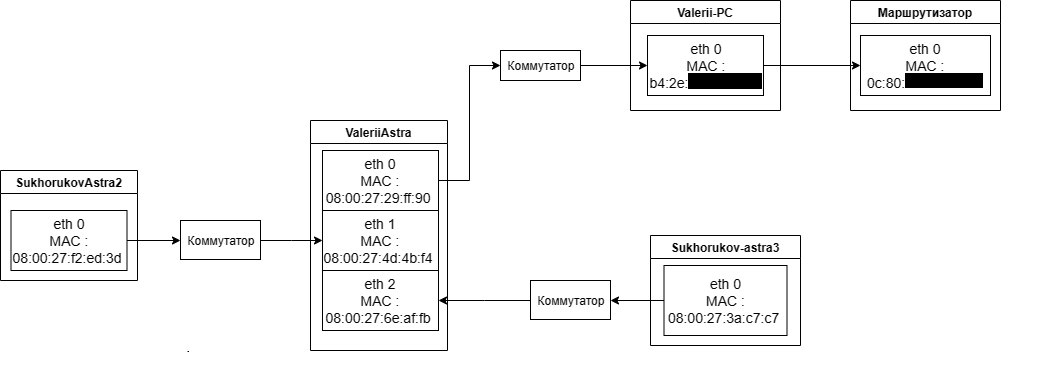 Valerii-PC
eth 0
MAC :
b4:2e:
Маршрутизатор
eth 0
MAC :
0c:80:
Коммутатор
ValeriiAstra
eth 0
MAC :
08:00:27:29:ff:90
eth 1
MAC :
08:00:27:4d:4b:f4
eth 2
MAC :
08:00:27:6e:af:fb
SukhorukovAstra2
eth 0
MAC :
08:00:27:f2:ed:3d
Коммутатор
Sukhorukov-astra3
eth 0
MAC :
08:00:27:3a:c7:c7
Коммутатор
.